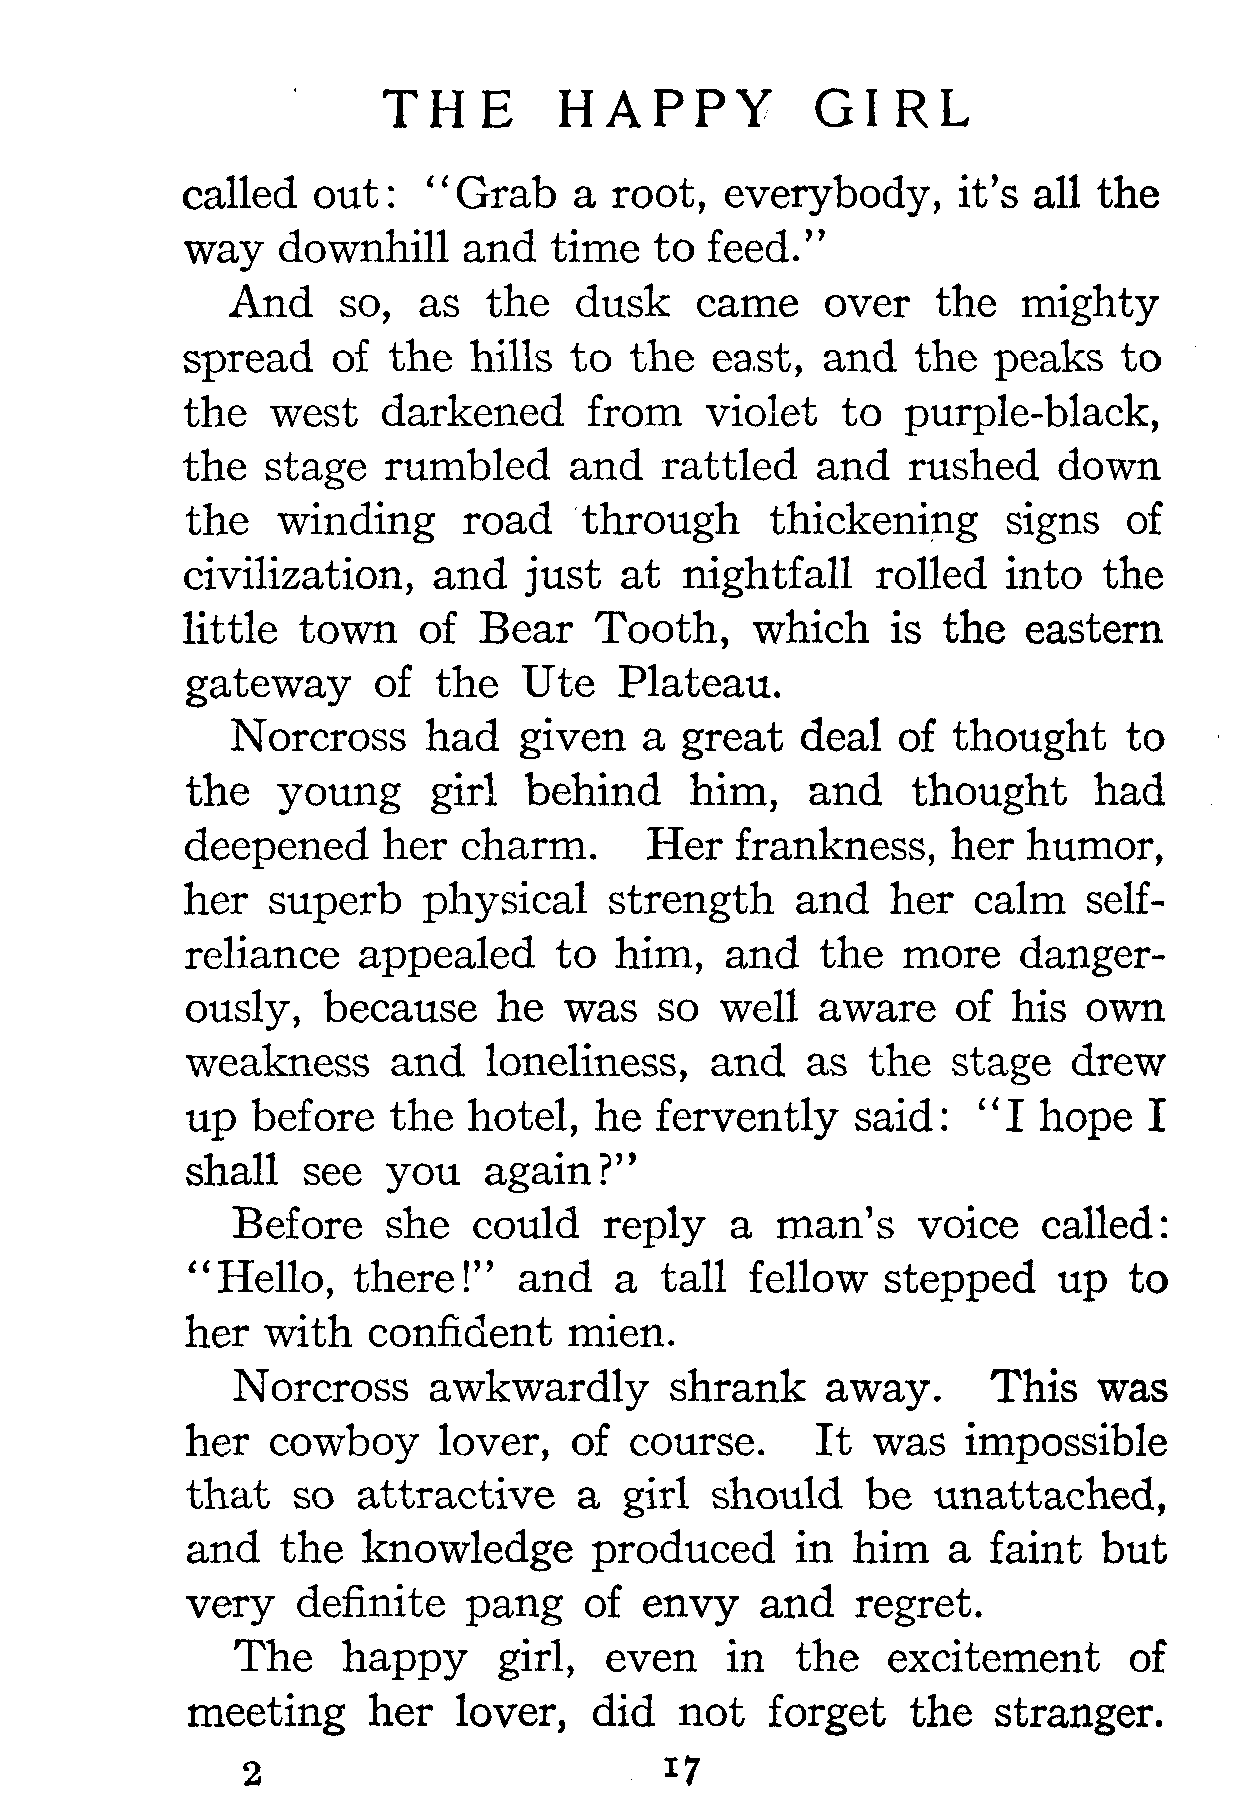 THE HAPPY GIRL
called out: "Grab a root, everybody, it's all the
way downhill and time to feed."
And so, as the dusk came over the mighty
spread of the hills to the east, and the peaks to
the west darkened from violet to purple-black,
the stage rumbled and rattled and rushed down
the winding road through thickening signs of
civilization, and just at nightfall rolled into the
little town of Bear Tooth, which is the eastern
gateway of the Ute Plateau.
Norcross had given a great deal of thought to
the young girl behind him, and thought had
deepened her charm. Her frankness, her humor,
her superb physical strength and her calm self-
reliance appealed to him, and the more danger-
ously, because he was so well aware of his own
weakness and loneliness, and as the stage drew
up before the hotel, he fervently said: "I hope I
shall see you again?"
Before she could reply a man's voice called:
"Hello, there!" and a tall fellow stepped up to
her with confident mien.
Norcross awkwardly shrank away. This was
her cowboy lover, of course. It was impossible
that so attractive a girl should be unattached,
and the knowledge produced in him a faint but
very definite pang of envy and regret.
The happy girl, even in the excitement of
meeting her lover, did not forget the stranger.
2 17